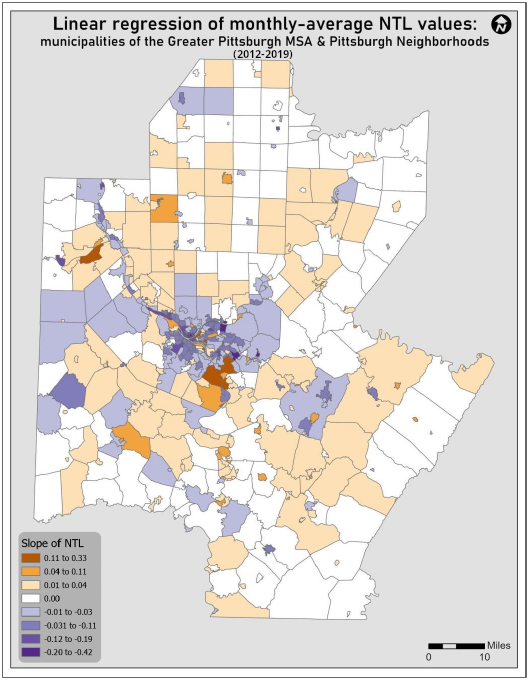 Linear regression of monthly-average NTL values:
municipalities of the Greater Pittsburgh MSA & Pittsburgh Neighborhoods
(2012-2019)
N
Slope of NTL
0.11 to 0.33
0.04 to 0.11
0.01 to 0.04
0.00
-0.01 to -0.03
-0.031 to -0.11
-0.12 to -0.19
-0.20 to -0.42
Miles
0 10